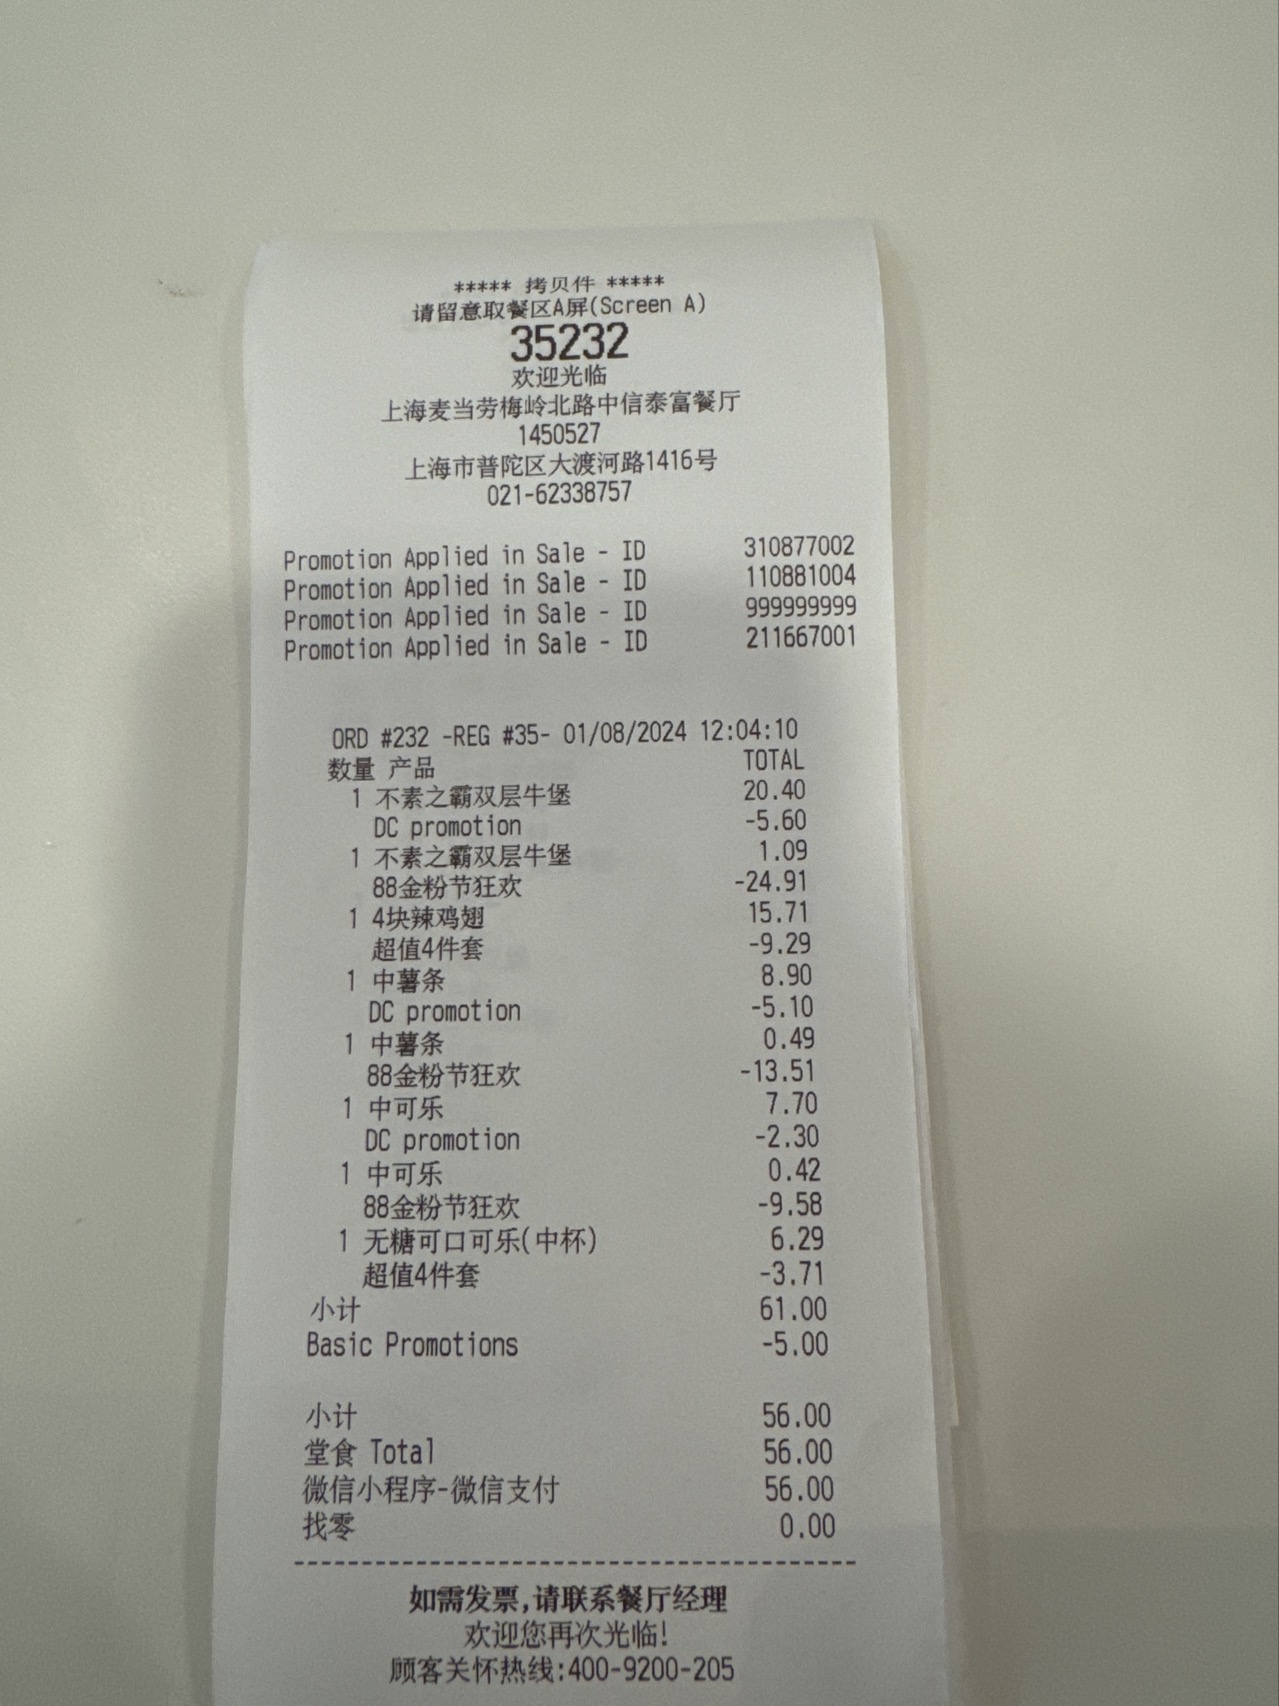 ***** 拷贝件 *****
请留意取餐区A屏(Screen A)
35232
欢迎光临
上海麦当劳梅岭北路中信泰富餐厅
1450527
上海市普陀区大渡河路1416号
021-62338757
Promotion Applied in Sale - ID 310877002
Promotion Applied in Sale - ID 110881004
Promotion Applied in Sale - ID 999999999
Promotion Applied in Sale - ID 211667001
ORD #232 -REG #35- 01/08/2024 12:04:10
数量 产品 TOTAL
1 不素之霸双层牛堡 20.40
DC promotion -5.60
1 不素之霸双层牛堡 1.09
88金粉节狂欢 -24.91
1 4块辣鸡翅 15.71
超值4件套 -9.29
1 中薯条 8.90
DC promotion -5.10
1 中薯条 0.49
88金粉节狂欢 -13.51
1 中可乐 7.70
DC promotion -2.30
1 中可乐 0.42
88金粉节狂欢 -9.58
1 无糖可口可乐(中杯) 6.29
超值4件套 -3.71
小计 61.00
Basic Promotions -5.00
小计 56.00
堂食 Total 56.00
微信小程序-微信支付 56.00
找零 0.00
--------------------------------------------
如需发票,请联系餐厅经理
欢迎您再次光临!
顾客关怀热线:400-9200-205